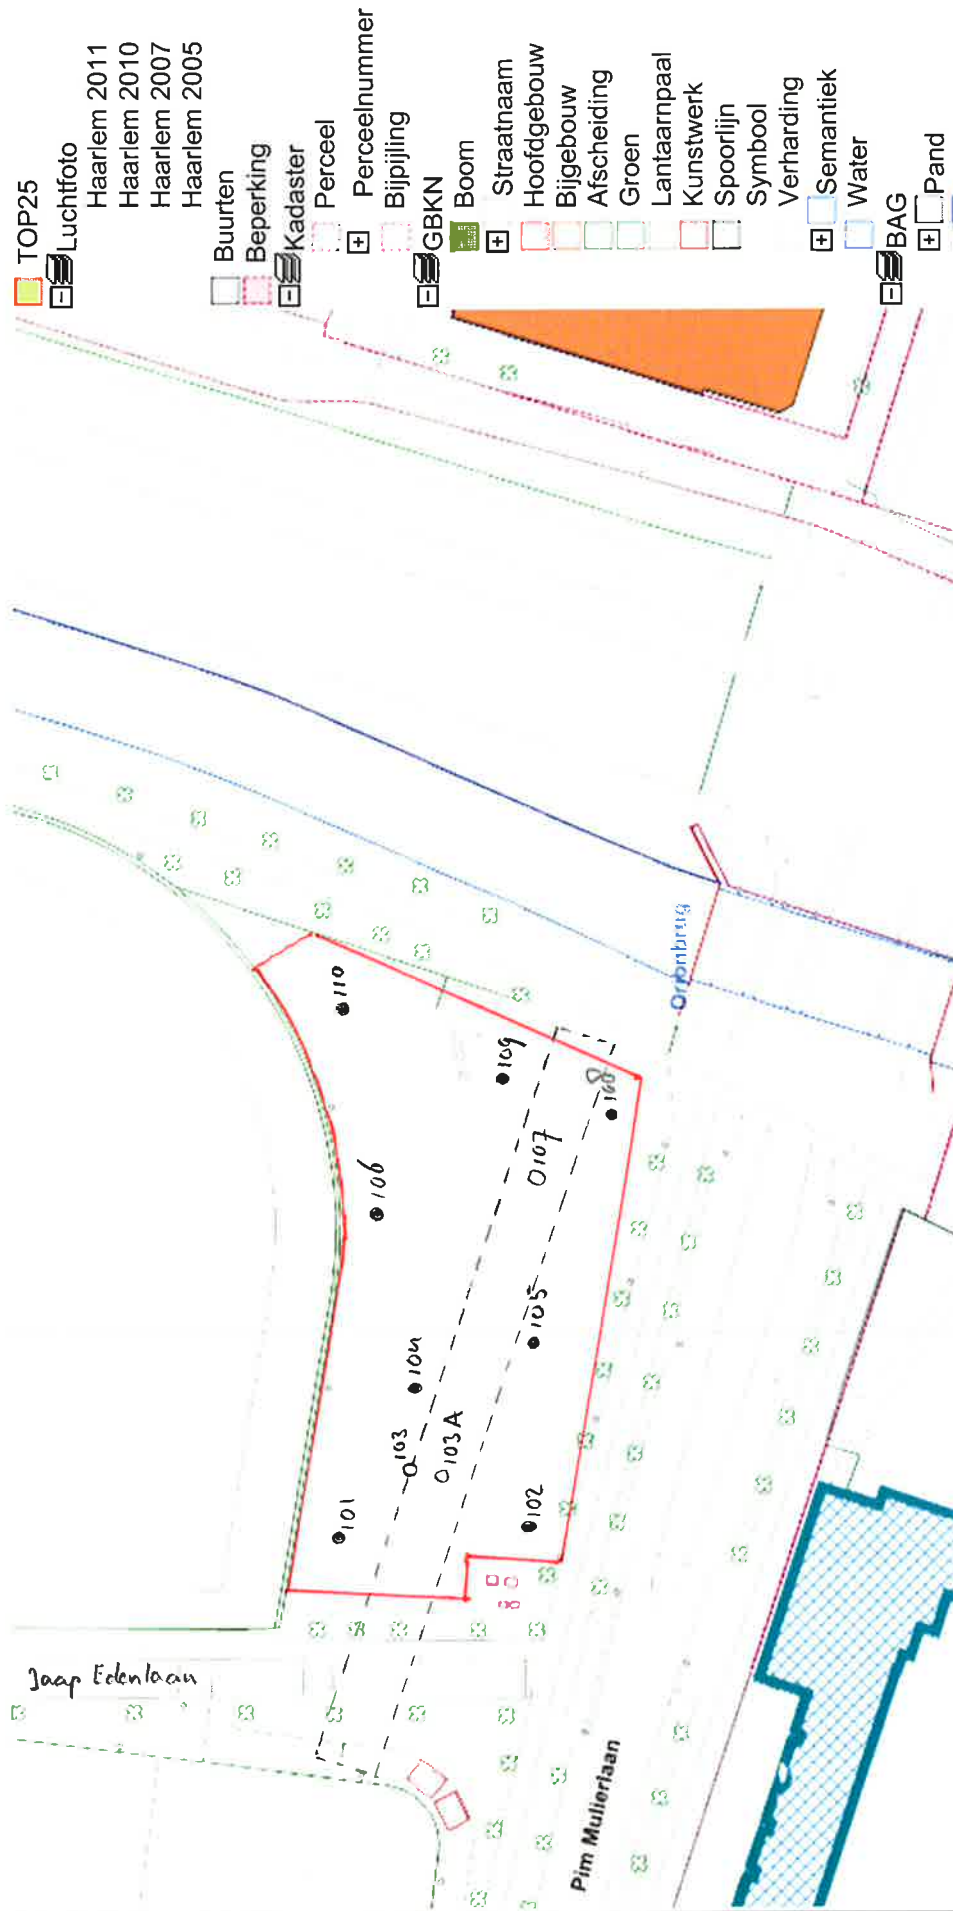 TOP25
Luchtfoto
Haarlem 2011
Haarlem 2010
Haarlem 2007
Haarlem 2005
Buurten
Beperking
Kadaster
Perceel
Perceelnummer
Bijpijling
GBKN
Boom
Straatnaam
Hoofdgebouw
Bijgebouw
Afscheiding
Groen
Lantaarnpaal
Kunstwerk
Spoorlijn
Symbool
Verharding
Semantiek
Water
BAG
Pand
Jaap Edenlaan
101
103
103A
102
104
105
106
107
109
110
Orionbrug
Pim Mulierlaan